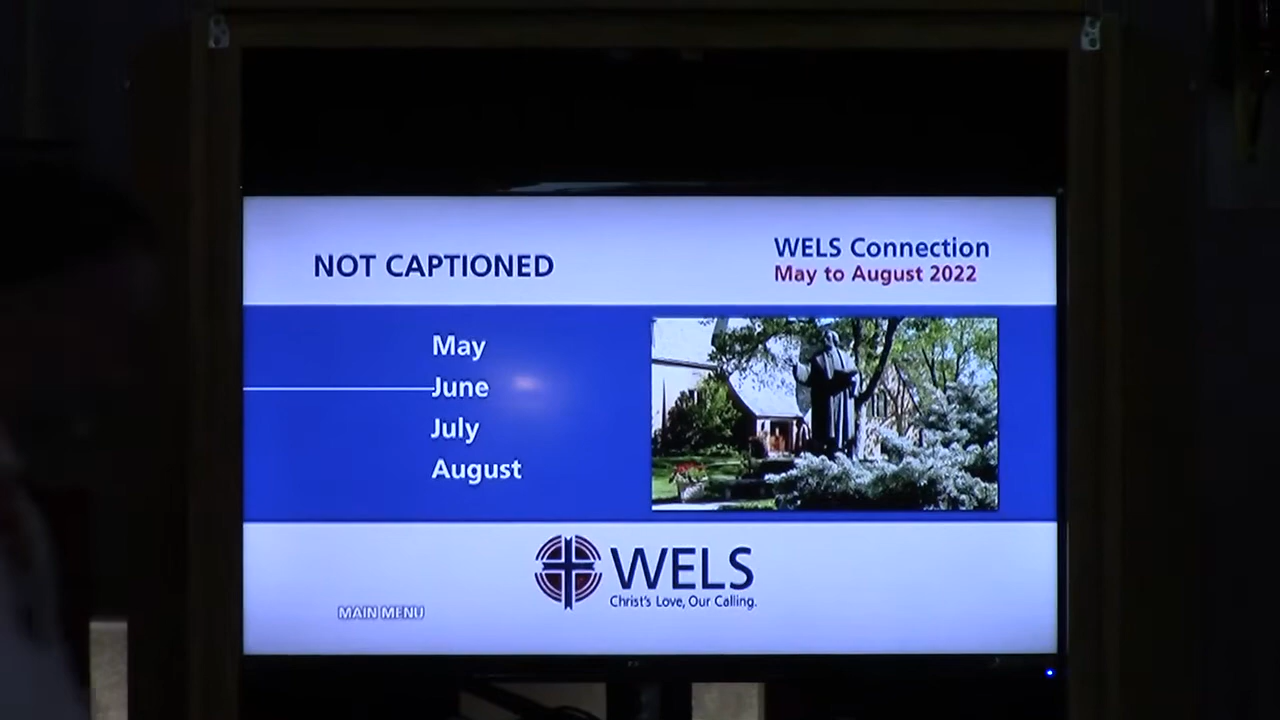 NOT CAPTIONED
WELS Connection
May to August 2022
May
June
July
August
WELS
Christ's Love, Our Calling.
MAIN MENU